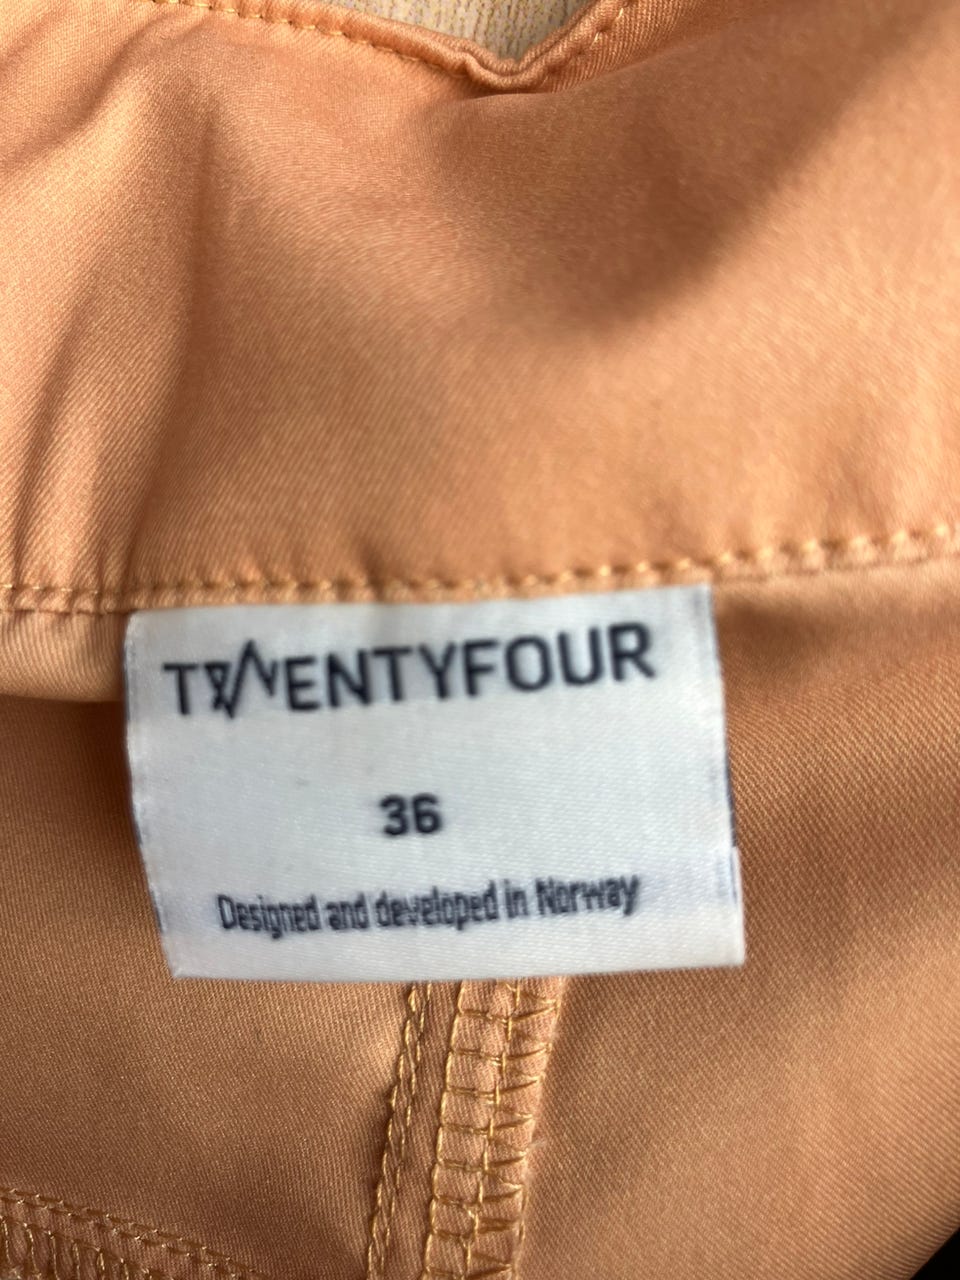 TWENTYFOUR
36
Designed and developed in Norway